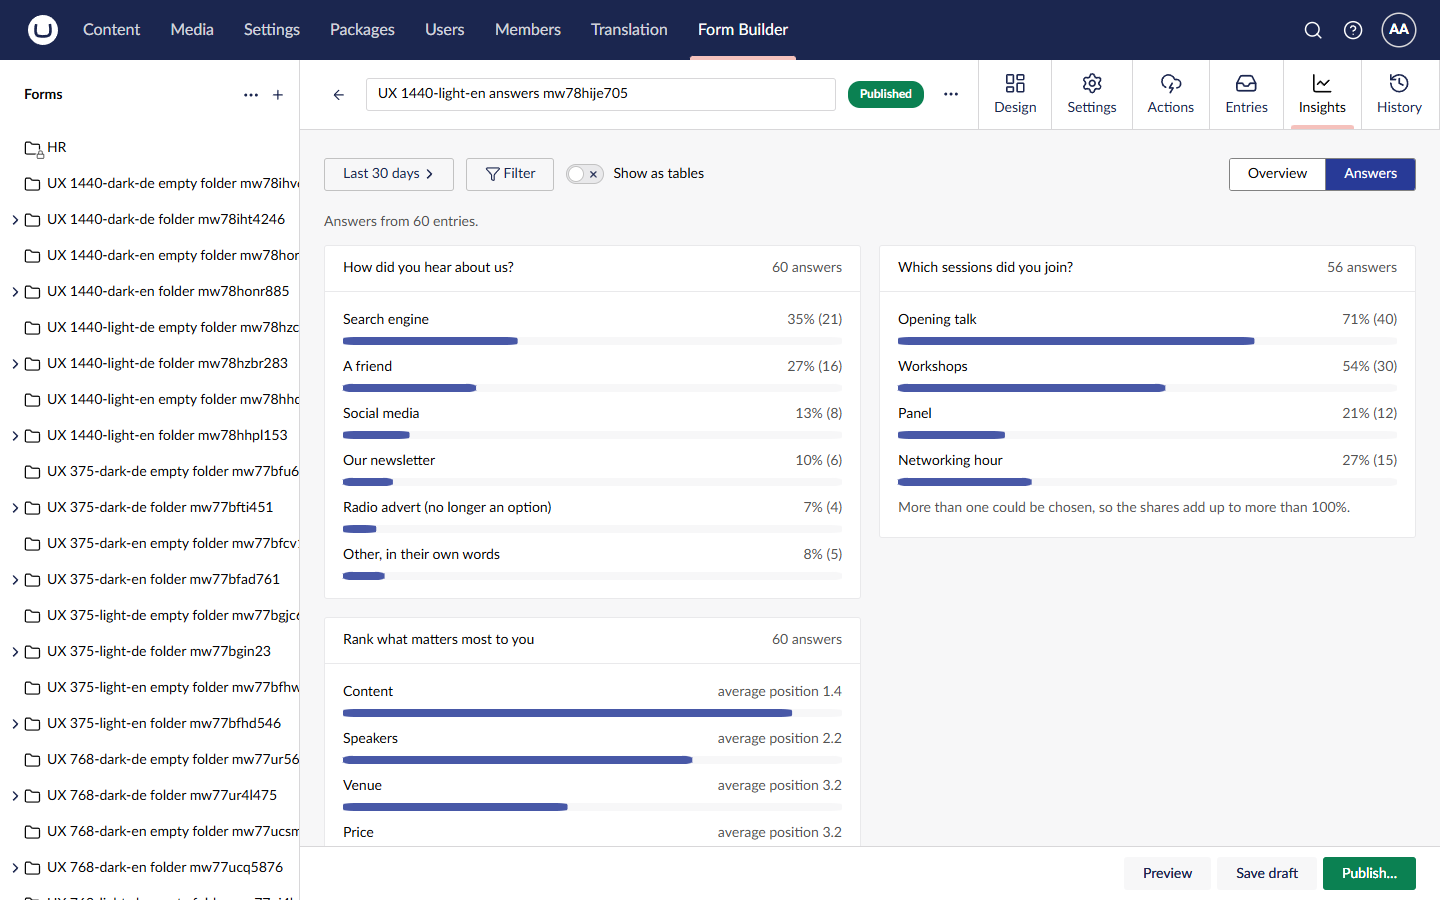 Content
Media
Settings
Packages
Users
Members
Translation
Form Builder
AA
Forms
HR
UX 1440-dark-de empty folder mw78ihv
UX 1440-dark-de folder mw78iht4246
UX 1440-dark-en empty folder mw78hor
UX 1440-dark-en folder mw78honr885
UX 1440-light-de empty folder mw78hzc
UX 1440-light-de folder mw78hzbr283
UX 1440-light-en empty folder mw78hhc
UX 1440-light-en folder mw78hhpl153
UX 375-dark-de empty folder mw77bfu6
UX 375-dark-de folder mw77bfti451
UX 375-dark-en empty folder mw77bfcv
UX 375-dark-en folder mw77bfad761
UX 375-light-de empty folder mw77bgjc
UX 375-light-de folder mw77bgin23
UX 375-light-en empty folder mw77bfhw
UX 375-light-en folder mw77bfhd546
UX 768-dark-de empty folder mw77ur56
UX 768-dark-de folder mw77ur4l475
UX 768-dark-en empty folder mw77ucsm
UX 768-dark-en folder mw77ucq5876
UX 1440-light-en answers mw78hije705
Published
Design
Settings
Actions
Entries
Insights
History
Last 30 days
Filter
Show as tables
Overview
Answers
Answers from 60 entries.
How did you hear about us?
60 answers
Search engine
35% (21)
A friend
27% (16)
Social media
13% (8)
Our newsletter
10% (6)
Radio advert (no longer an option)
7% (4)
Other, in their own words
8% (5)
Which sessions did you join?
56 answers
Opening talk
71% (40)
Workshops
54% (30)
Panel
21% (12)
Networking hour
27% (15)
More than one could be chosen, so the shares add up to more than 100%.
Rank what matters most to you
60 answers
Content
average position 1.4
Speakers
average position 2.2
Venue
average position 3.2
Price
average position 3.2
Preview
Save draft
Publish...